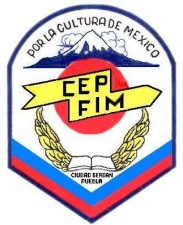 POR LA CULTURA DE MEXICO
CEP
FIM
CIUDAD SERDAN
PUEBLA